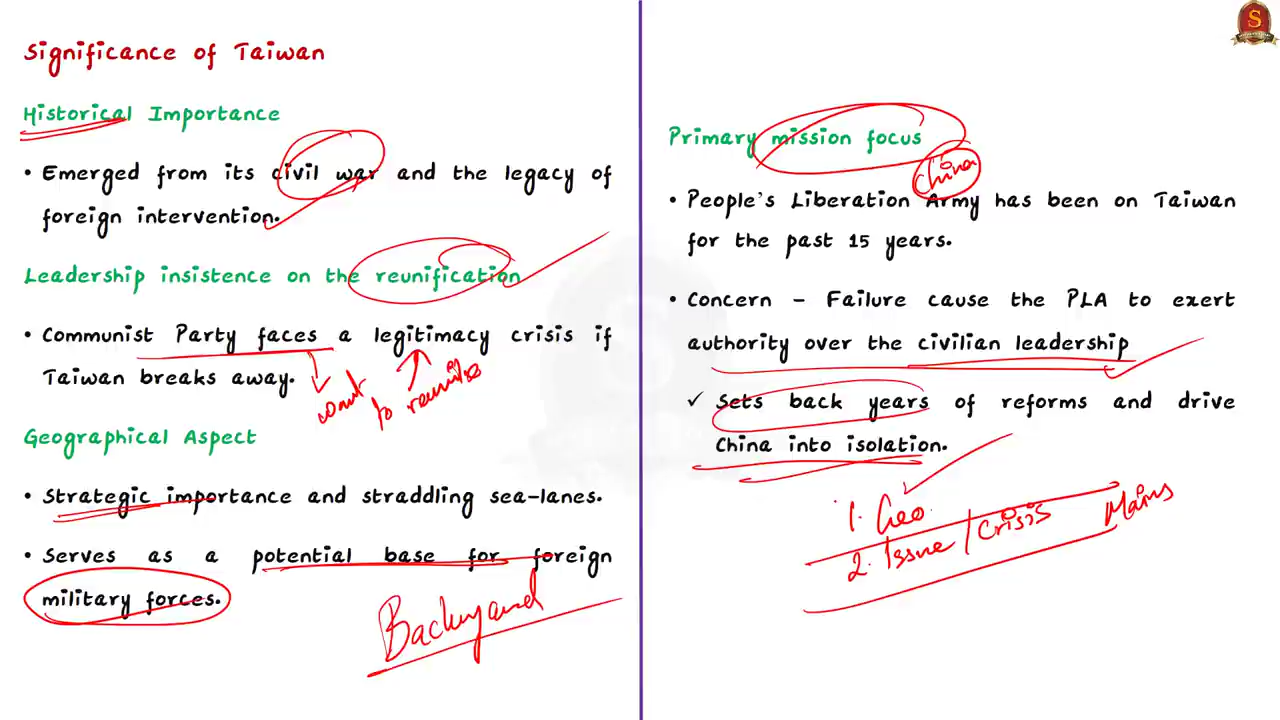 Significance of Taiwan
Historical Importance
• Emerged from its civil war and the legacy of
foreign intervention.
Leadership insistence on the reunification
• Communist Party faces a legitimacy crisis if
Taiwan breaks away.
want to reunite
Geographical Aspect
• Strategic importance and straddling sea-lanes.
• Serves as a potential base for foreign
military forces.
Backyard
S
Primary mission focus
China
• People's Liberation Army has been on Taiwan
for the past 15 years.
• Concern – Failure cause the PLA to exert
authority over the civilian leadership
✓ Sets back years of reforms and drive
China into isolation.
1. Geo
2. Issue / Crisis Mains